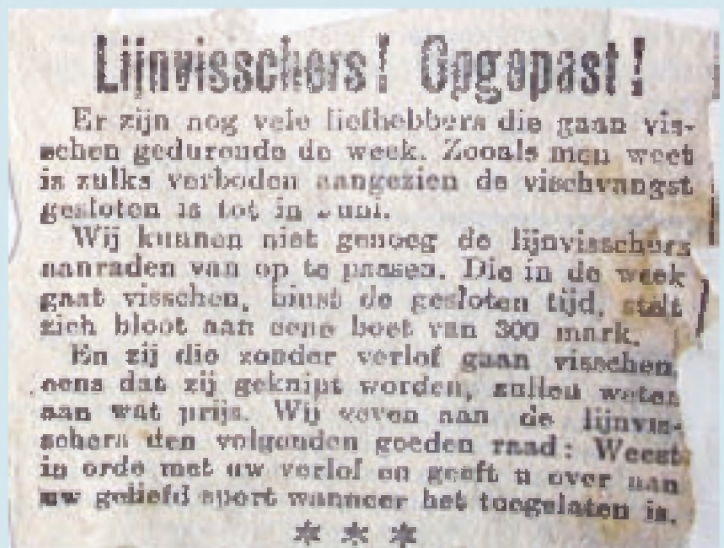 Lijnvisschers! Opgepast!
Er zijn nog vele liefhebbers die gaan vis-
schen gedurende de week. Zooals men weet
is zulks verboden aangezien de vischvangst
gesloten is tot in Juni.
Wij kunnen niet genoeg de lijnvisschers
aanraden van op te passen. Die in de week
gaat visschen, binst de gesloten tijd, stelt
zich bloot aan eene boet van 300 mark.
En zij die zonder verlof gaan visschen,
eens dat zij geknipt worden, zullen weten
aan wat prijs. Wij geven aan de lijnvis-
schers den volgenden goeden raad: Weest
in orde met uw verlof en geeft u over aan
uw geliefd sport wanneer het toegelaten is.
* * *